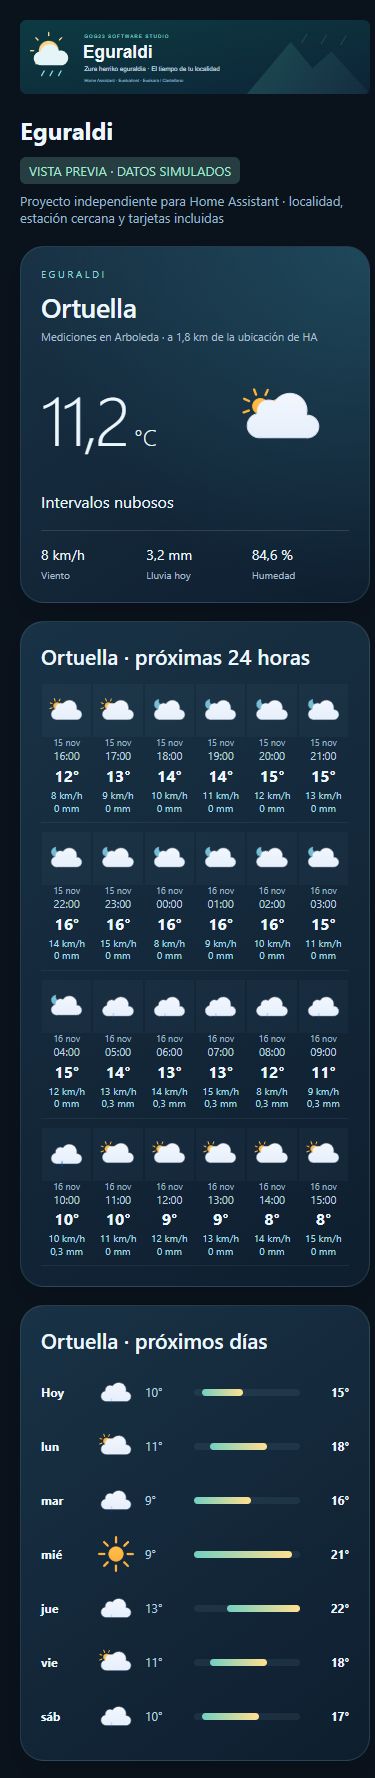 GOG23 SOFTWARE STUDIO
Eguraldi
Zure herriko eguraldia · El tiempo de tu localidad
Home Assistant · Euskalmet · Euskara / Castellano
Eguraldi
VISTA PREVIA · DATOS SIMULADOS
Proyecto independiente para Home Assistant · localidad,
estación cercana y tarjetas incluidas
EGURALDI
Ortuella
Mediciones en Arboleda · a 1,8 km de la ubicación de HA
11,2 °C
Intervalos nubosos
8 km/h 3,2 mm 84,6 %
Viento Lluvia hoy Humedad
Ortuella · próximas 24 horas
15 nov 15 nov 15 nov 15 nov 15 nov 15 nov
16:00 17:00 18:00 19:00 20:00 21:00
12° 13° 14° 14° 15° 15°
8 km/h 9 km/h 10 km/h 11 km/h 12 km/h 13 km/h
0 mm 0 mm 0 mm 0 mm 0 mm 0 mm
15 nov 15 nov 16 nov 16 nov 16 nov 16 nov
22:00 23:00 00:00 01:00 02:00 03:00
16° 16° 16° 16° 16° 15°
14 km/h 15 km/h 8 km/h 9 km/h 10 km/h 11 km/h
0 mm 0 mm 0 mm 0 mm 0 mm 0 mm
16 nov 16 nov 16 nov 16 nov 16 nov 16 nov
04:00 05:00 06:00 07:00 08:00 09:00
15° 14° 13° 13° 12° 11°
12 km/h 13 km/h 14 km/h 15 km/h 8 km/h 9 km/h
0 mm 0,3 mm 0,3 mm 0,3 mm 0,3 mm 0,3 mm
16 nov 16 nov 16 nov 16 nov 16 nov 16 nov
10:00 11:00 12:00 13:00 14:00 15:00
10° 10° 9° 9° 8° 8°
10 km/h 11 km/h 12 km/h 13 km/h 14 km/h 15 km/h
0,3 mm 0 mm 0 mm 0 mm 0 mm 0 mm
Ortuella · próximos días
Hoy 10° 15°
lun 11° 18°
mar 9° 16°
mié 9° 21°
jue 13° 22°
vie 11° 18°
sáb 10° 17°